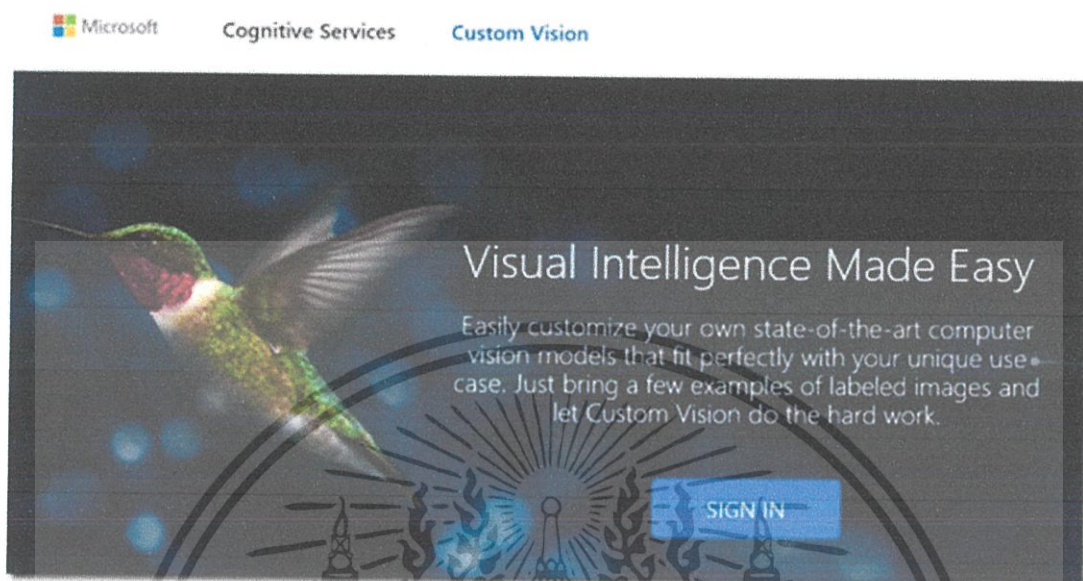 Microsoft Cognitive Services Custom Vision
Visual Intelligence Made Easy
Easily customize your own state-of-the-art computer
vision models that fit perfectly with your unique use
case. Just bring a few examples of labeled images and
let Custom Vision do the hard work.
SIGN IN